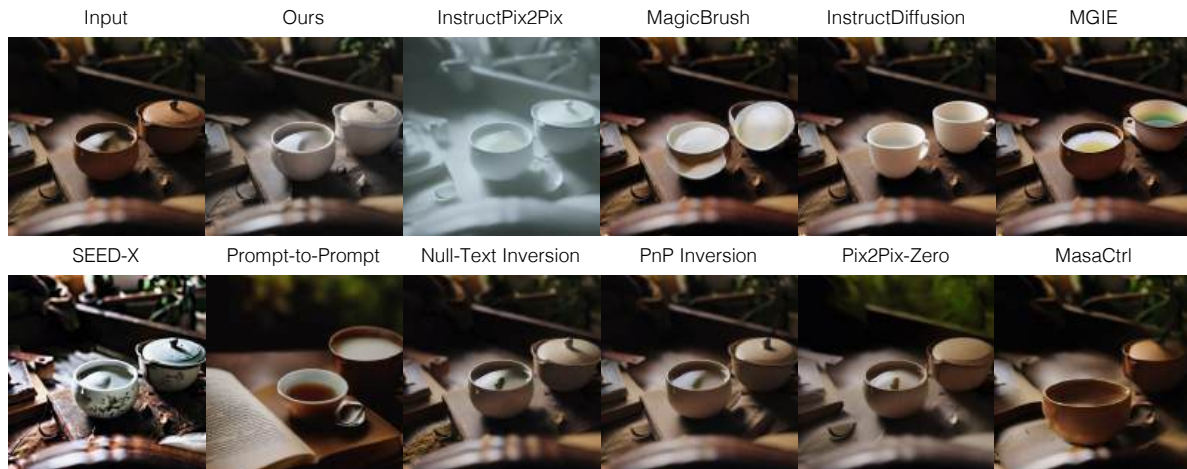 Input Ours InstructPix2Pix MagicBrush InstructDiffusion MGIE
SEED-X Prompt-to-Prompt Null-Text Inversion PnP Inversion Pix2Pix-Zero MasaCtrl